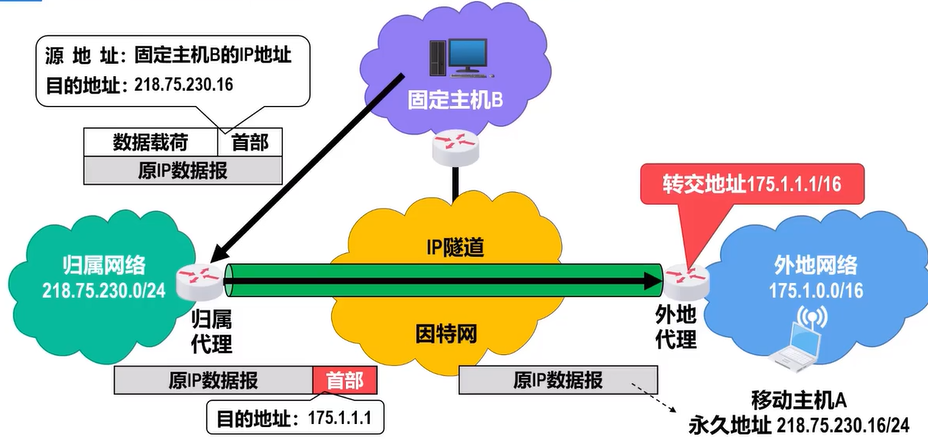 源 地 址：固定主机B的IP地址
目的地址：218.75.230.16
固定主机B
数据载荷
首部
原IP数据报
转交地址175.1.1.1/16
归属网络
218.75.230.0/24
IP隧道
外地网络
175.1.0.0/16
归属
代理
因特网
外地
代理
原IP数据报
首部
目的地址：175.1.1.1
原IP数据报
移动主机A
永久地址 218.75.230.16/24